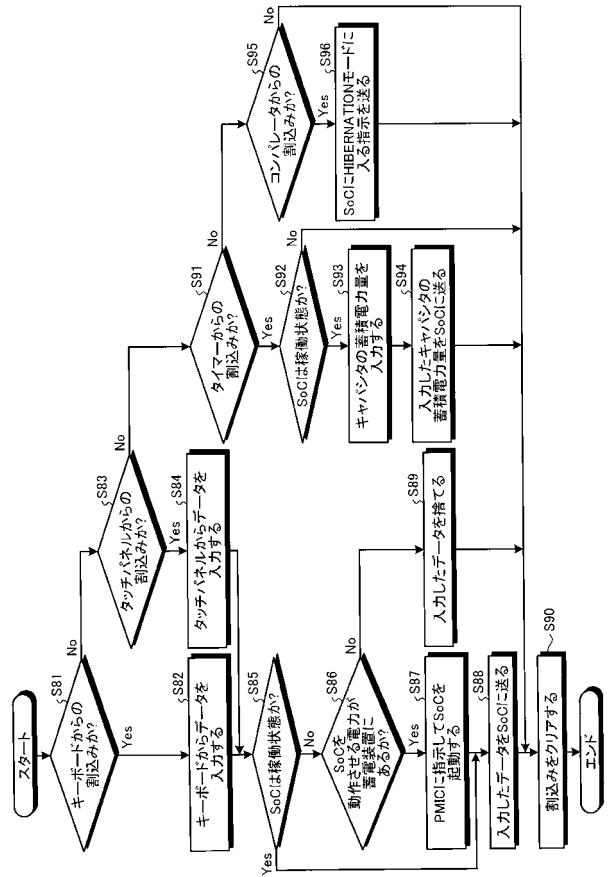 スタート
S81
キーボードからの
割込みか?
No
Yes
S82
キーボードからデータを
入力する
S83
タッチパネルからの
割込みか?
No
Yes
S84
タッチパネルからデータを
入力する
S85
SoCは稼働状態か?
Yes
No
S86
SoCを
動作させる電力が
蓄電装置に
あるか?
No
Yes
S87
PMICに指示してSoCを
起動する
S88
入力したデータをSoCに送る
S89
入力したデータを捨てる
S90
割込みをクリアする
エンド
S91
タイマーからの
割込みか?
No
Yes
S92
SoCは稼働状態か?
No
Yes
S93
キャパシタの蓄積電力量を
入力する
S94
入力したキャパシタの
蓄積電力量をSoCに送る
S95
コンパレータからの
割込みか?
No
Yes
S96
SoCにHIBERNATIONモードに
入る指示を送る